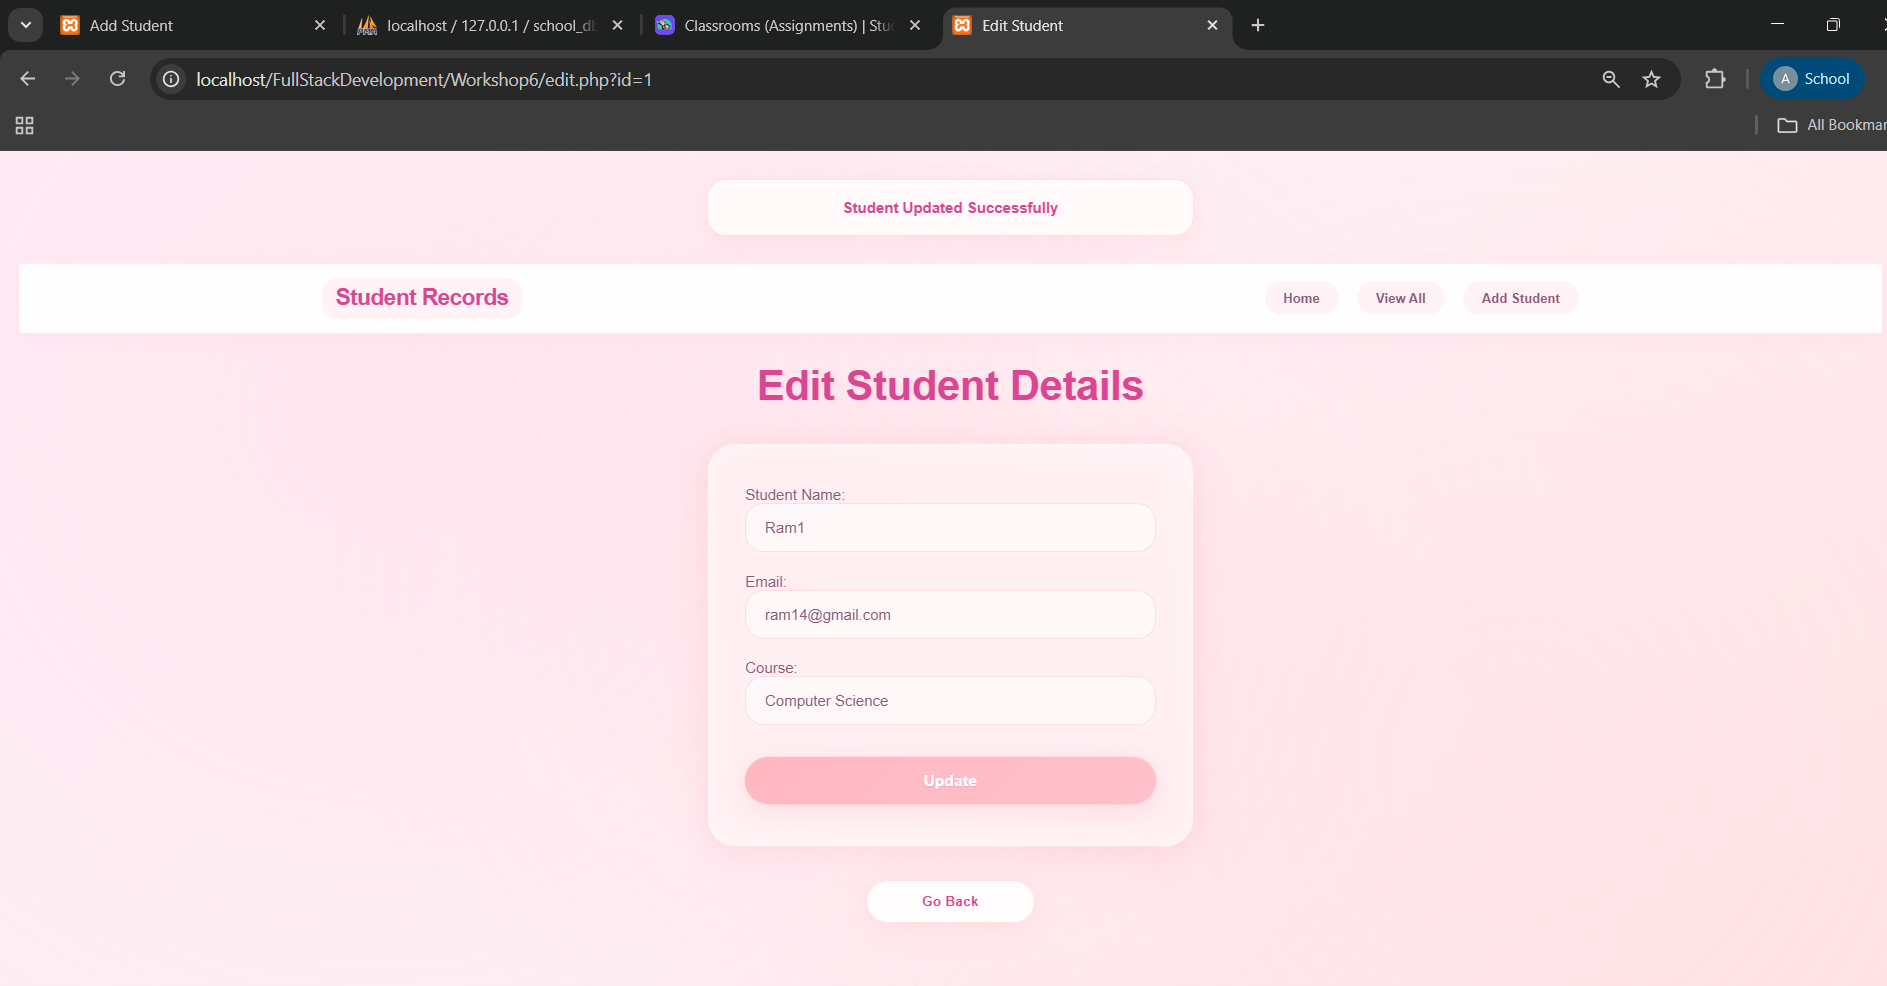 Add Student
localhost / 127.0.0.1 / school_db
Classrooms (Assignments) | Stu
Edit Student
localhost/FullStackDevelopment/Workshop6/edit.php?id=1
A School
All Bookmar
Student Updated Successfully
Student Records
Home
View All
Add Student
Edit Student Details
Student Name:
Ram1
Email:
ram14@gmail.com
Course:
Computer Science
Update
Go Back